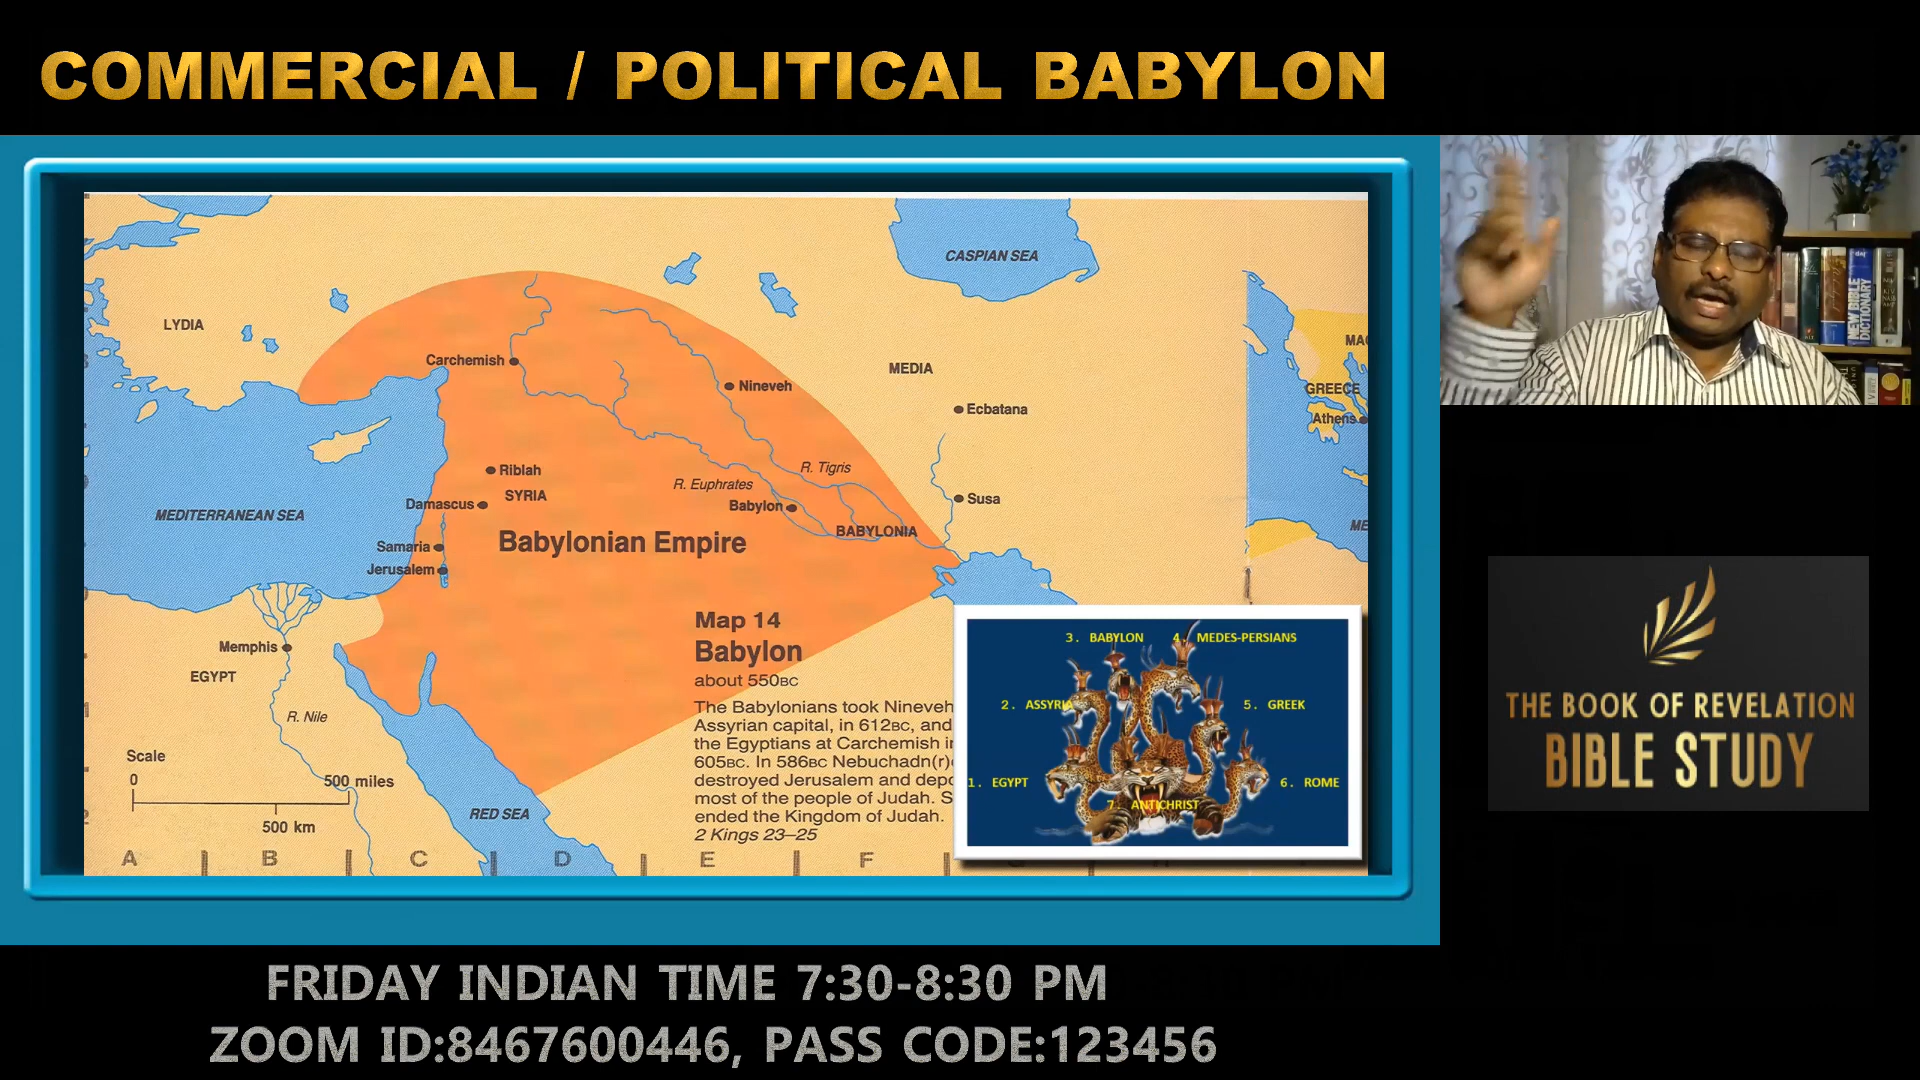 COMMERCIAL / POLITICAL BABYLON
CASPIAN SEA
LYDIA
Carchemish
Nineveh
MEDIA
Ecbatana
GREECE
Athens
Riblah
SYRIA
Damascus
R. Tigris
R. Euphrates
Babylon
BABYLONIA
Susa
MEDITERRANEAN SEA
Samaria
Jerusalem
Babylonian Empire
Memphis
EGYPT
R. Nile
RED SEA
Scale
0
500 miles
500 km
Map 14
Babylon
about 550BC
The Babylonians took Nineveh
Assyrian capital, in 612BC, and
the Egyptians at Carchemish
605BC. In 586BC Nebuchadn(r)
destroyed Jerusalem and
most of the people of Judah. S
ended the Kingdom of Judah.
2 Kings 23–25
A B C D E F
3. BABYLON
4. MEDES-PERSIANS
2. ASSYRIA
5. GREEK
1. EGYPT
6. ROME
7. ANTICHRIST
NEW BIBLE
DICTIONARY
THE BOOK OF REVELATION
BIBLE STUDY
FRIDAY INDIAN TIME 7:30-8:30 PM
ZOOM ID:8467600446, PASS CODE:123456